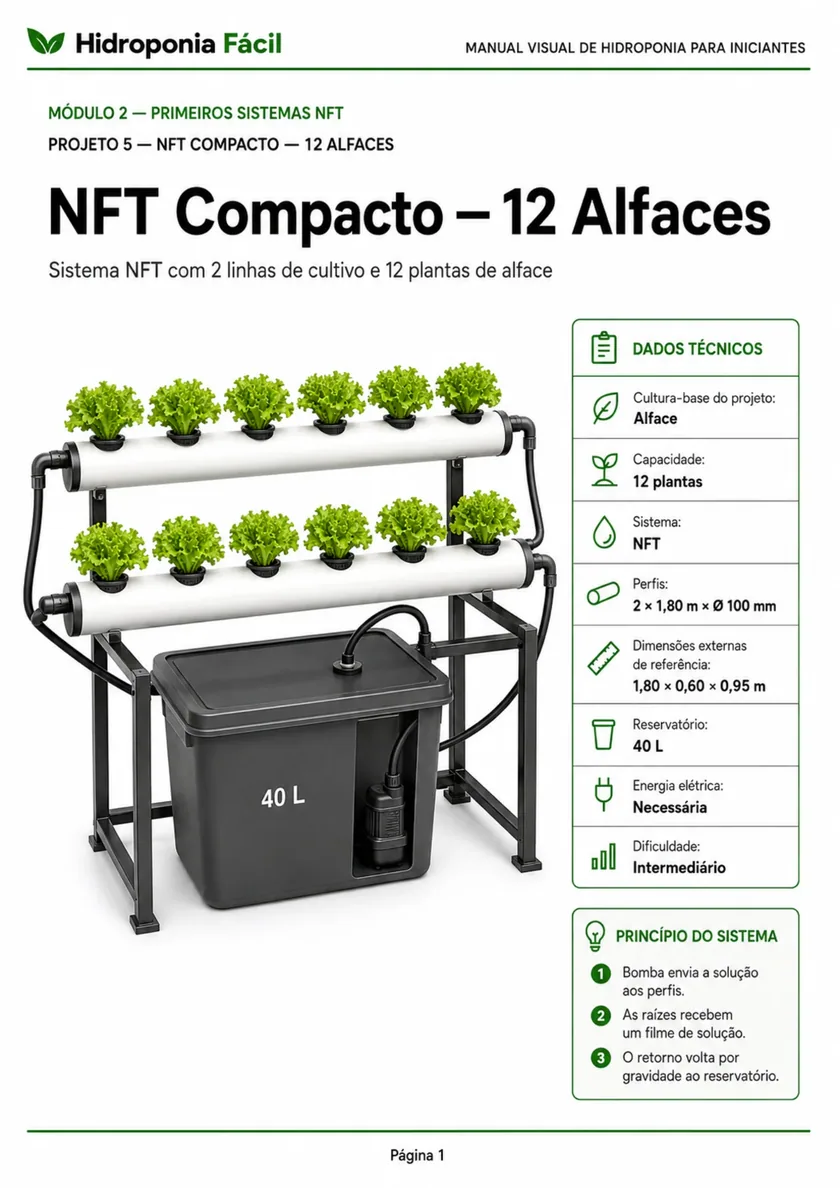 Hidroponia Fácil
MANUAL VISUAL DE HIDROPONIA PARA INICIANTES
MÓDULO 2 — PRIMEIROS SISTEMAS NFT
PROJETO 5 — NFT COMPACTO — 12 ALFACES
NFT Compacto – 12 Alfaces
Sistema NFT com 2 linhas de cultivo e 12 plantas de alface
40 L
DADOS TÉCNICOS
Cultura-base do projeto:
Alface
Capacidade:
12 plantas
Sistema:
NFT
Perfis:
2 × 1,80 m × Ø 100 mm
Dimensões externas
de referência:
1,80 × 0,60 × 0,95 m
Reservatório:
40 L
Energia elétrica:
Necessária
Dificuldade:
Intermediário
PRINCÍPIO DO SISTEMA
1 Bomba envia a solução
aos perfis.
2 As raízes recebem
um filme de solução.
3 O retorno volta por
gravidade ao reservatório.
Página 1